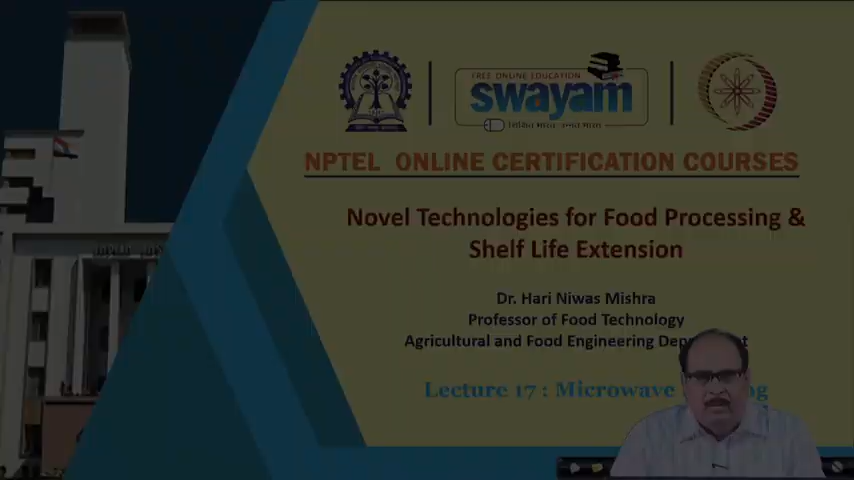 FREE ONLINE EDUCATION
swayam
NPTEL ONLINE CERTIFICATION COURSES
Novel Technologies for Food Processing &
Shelf Life Extension
Dr. Hari Niwas Mishra
Professor of Food Technology
Agricultural and Food Engineering
Lecture 17 : Microwave